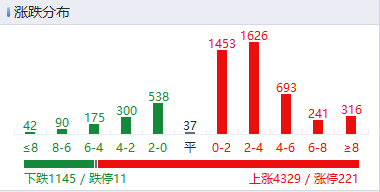 涨跌分布
42 90 175 300 538 37 1453 1626 693 241 316
≤8 8-6 6-4 4-2 2-0 平 0-2 2-4 4-6 6-8 ≥8
下跌1145 / 跌停11 上涨4329 / 涨停221